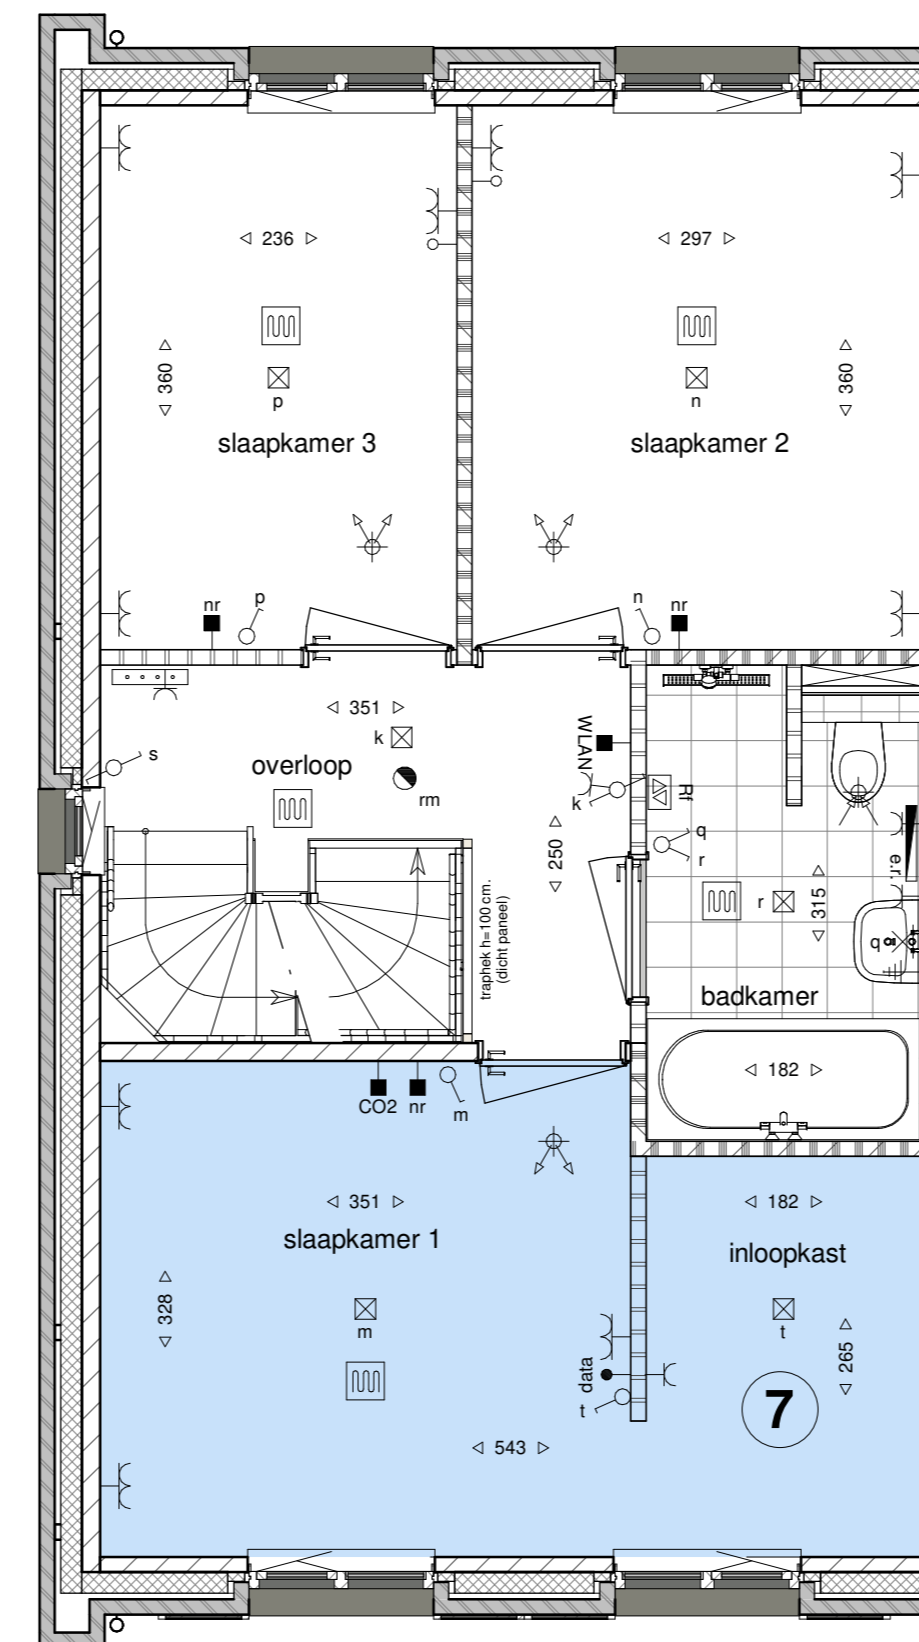 236
297
360
360
p
n
slaapkamer 3
slaapkamer 2
nr
p
n
nr
351
k
WLAN
s
overloop
rm
k
Rf
q
r
250
e.r.
315
r
q
traphek h=100 cm.
(dicht paneel)
badkamer
182
CO2
nr
m
351
182
slaapkamer 1
inloopkast
328
m
t
265
data
t
7
543